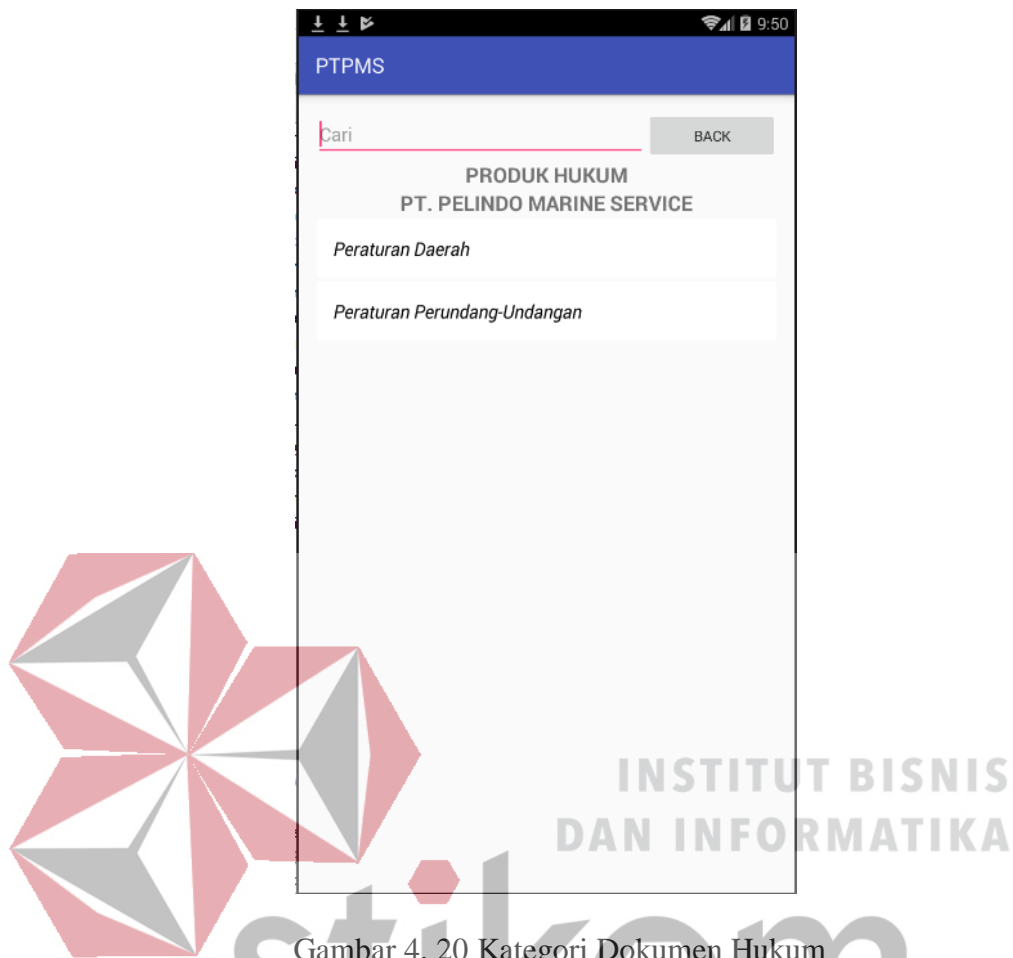 9:50
PTPMS
Cari BACK
PRODUK HUKUM
PT. PELINDO MARINE SERVICE
Peraturan Daerah
Peraturan Perundang-Undangan
INSTITUT BISNIS
DAN INFORMATIKA
stikom
Gambar 4. 20 Kategori Dokumen Hukum